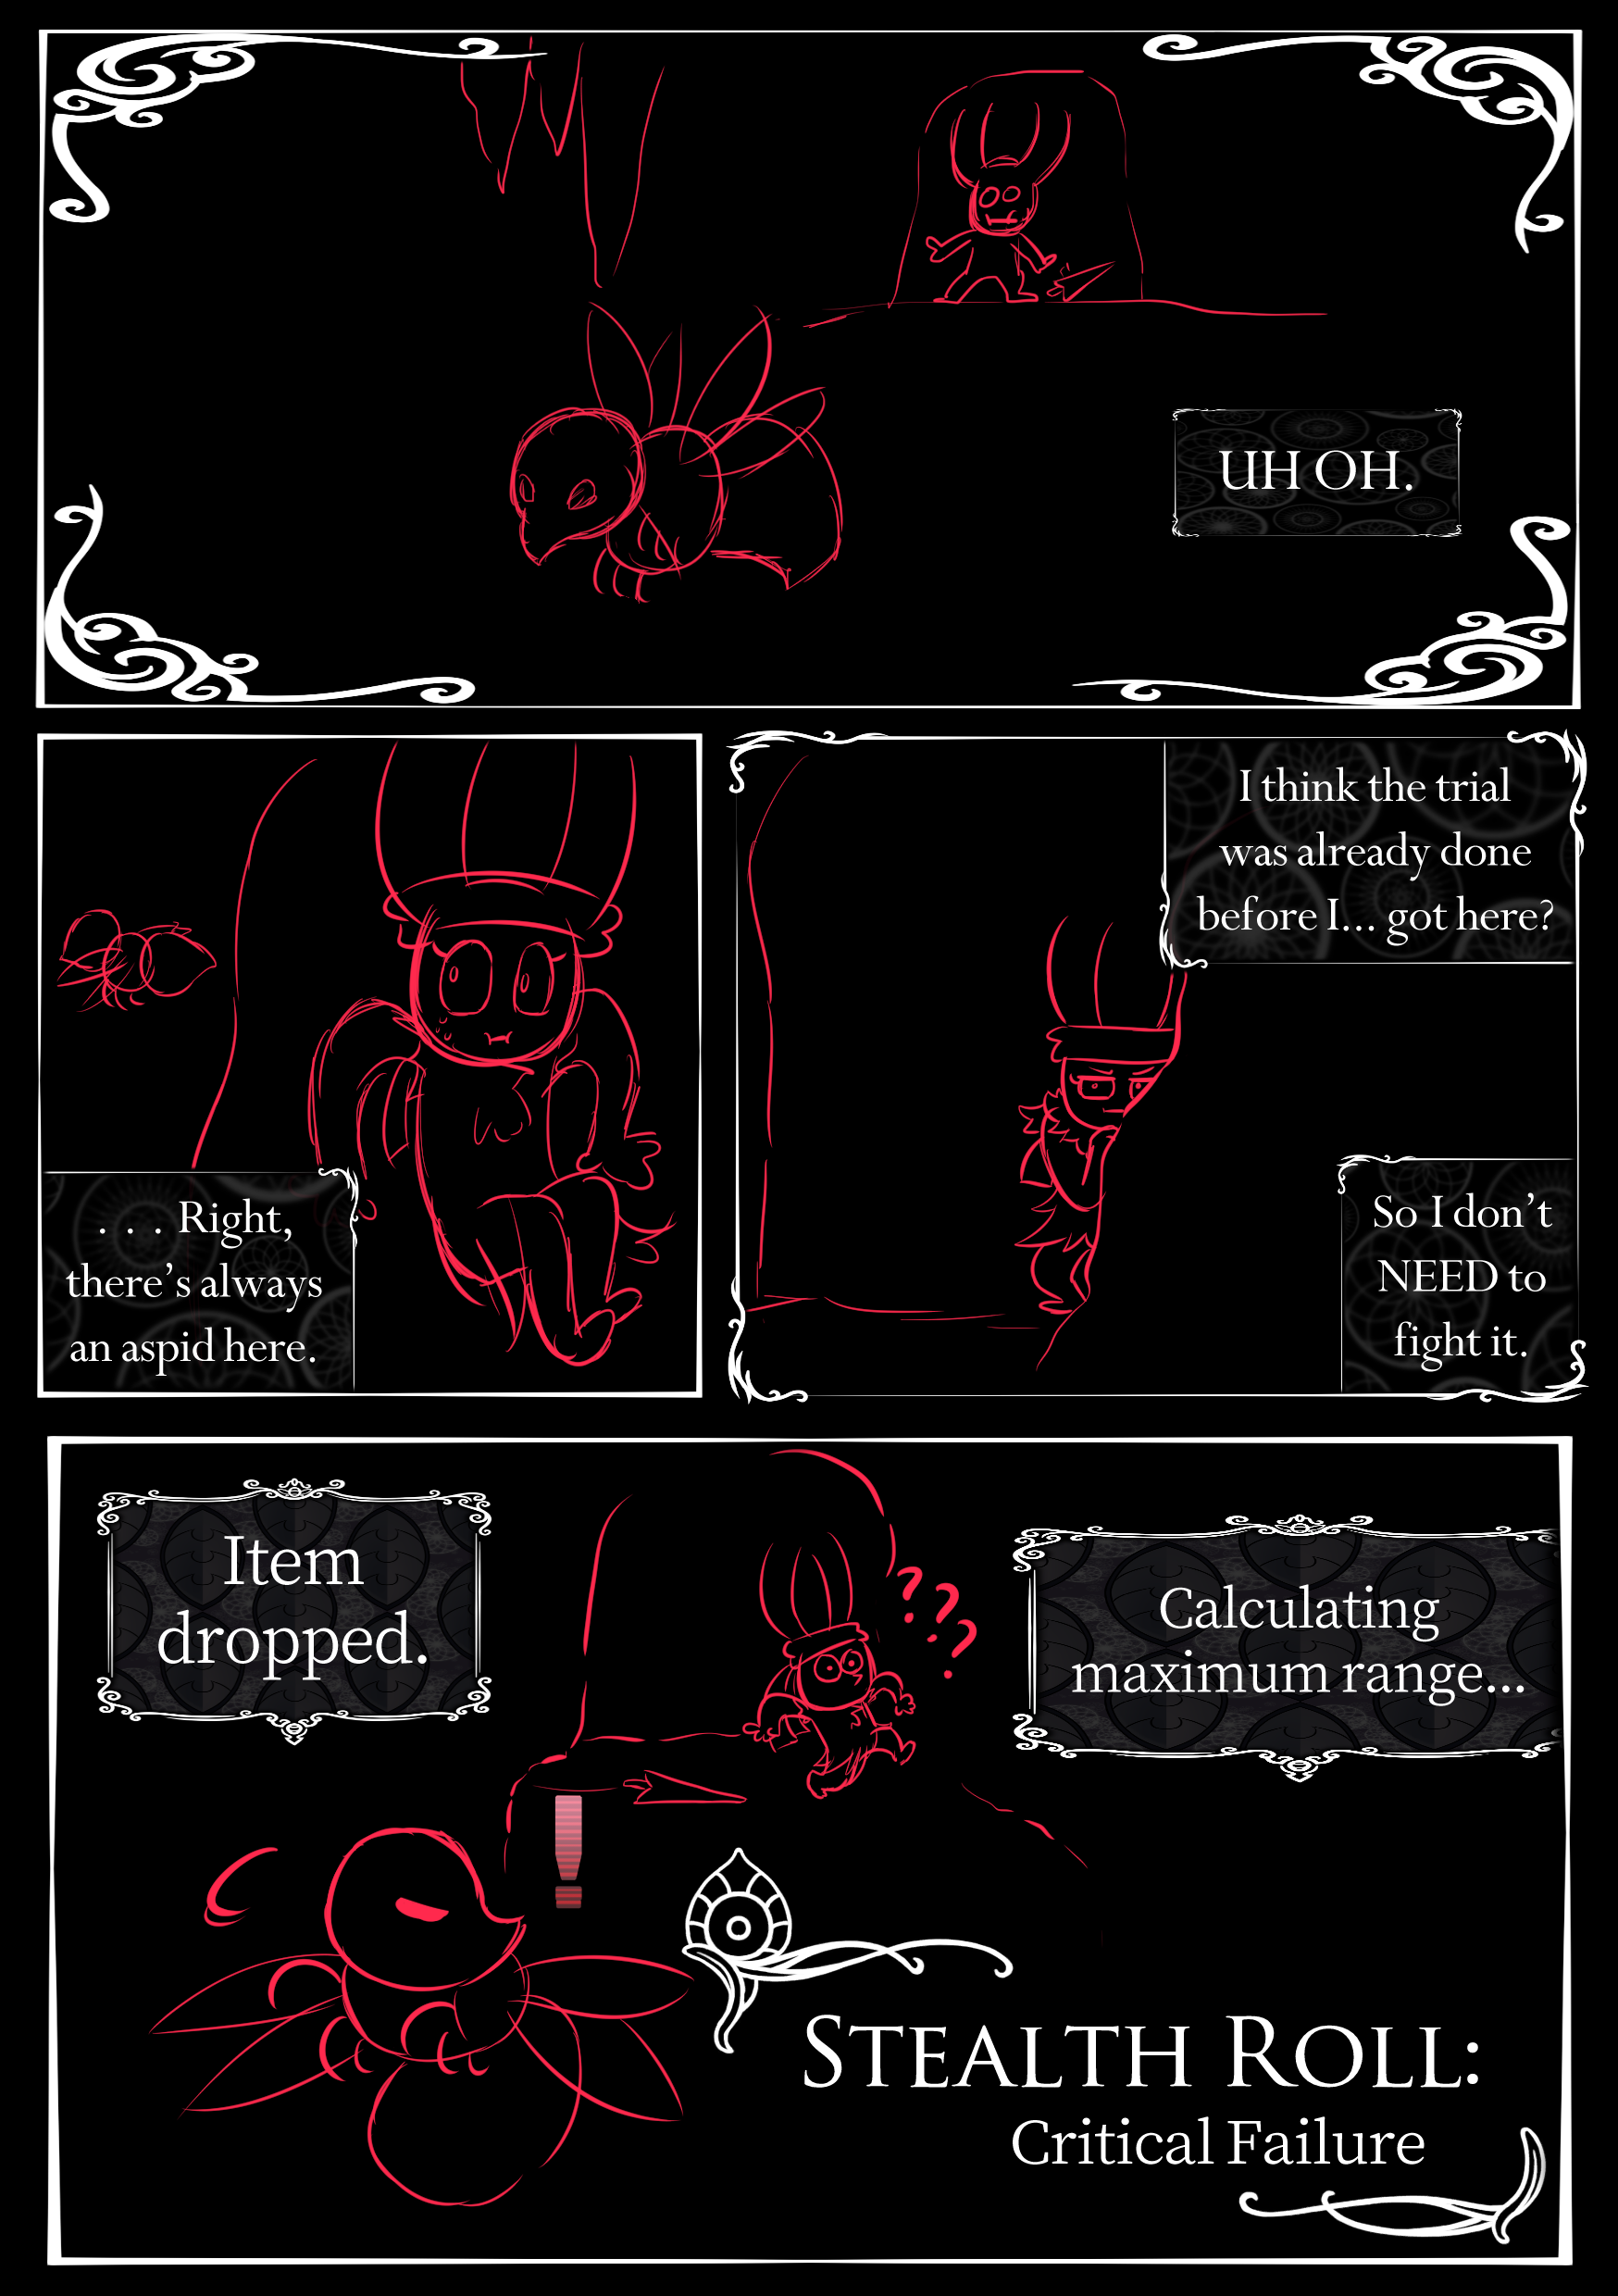 UH OH.
. . . Right,
there's always
an aspid here.
I think the trial
was already done
before I... got here?
So I don't
NEED to
fight it.
Item
dropped.
???
Calculating
maximum range...
!
STEALTH ROLL:
Critical Failure